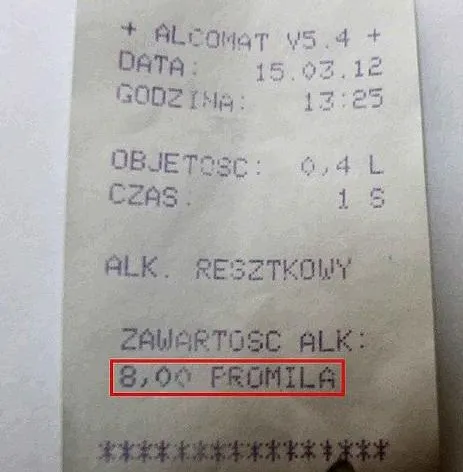 + ALCOMAT V5.4 +
DATA: 15.03.12
GODZINA: 13:25
OBJETOSC: 0,4 L
CZAS: 1 S
ALK. RESZTKOWY
ZAWARTOSC ALK:
8,00 PROMILA
****************